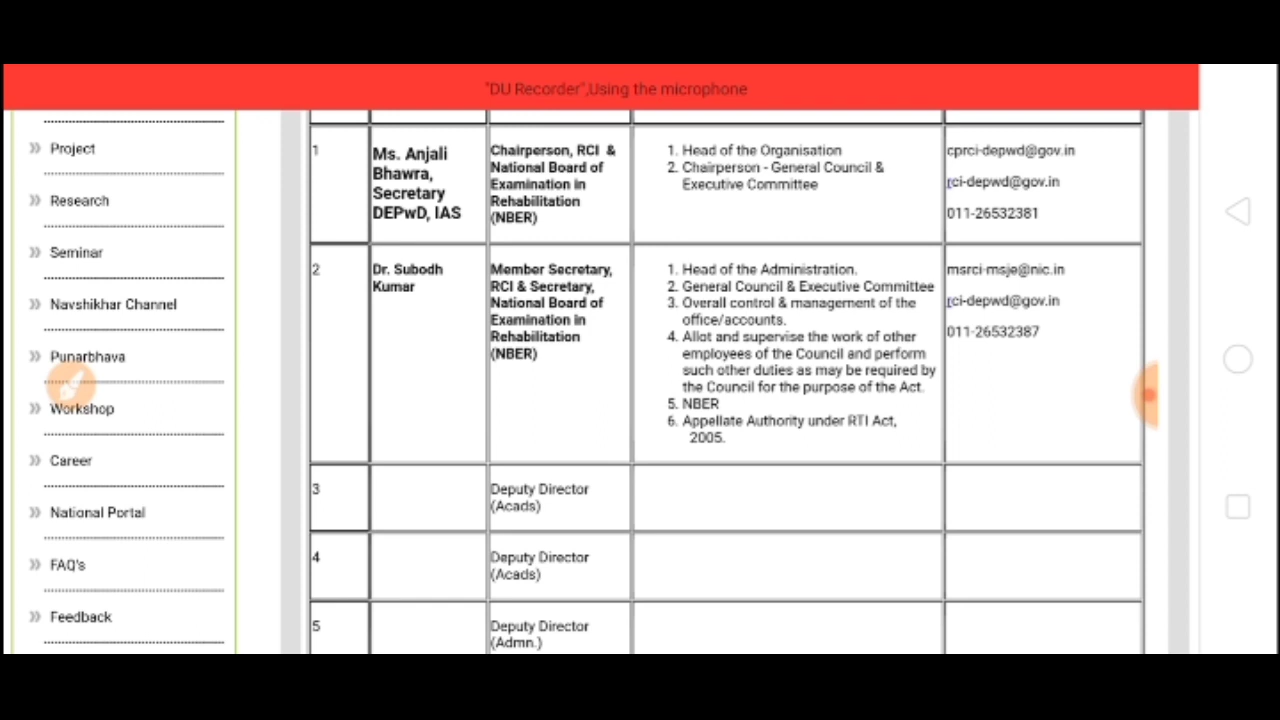 "DU Recorder",Using the microphone
Project
Research
Seminar
Navshikhar Channel
Punarbhava
Workshop
Career
National Portal
FAQ's
Feedback
1
Ms. Anjali
Bhawra,
Secretary
DEPwD, IAS
Chairperson, RCI &
National Board of
Examination in
Rehabilitation
(NBER)
1. Head of the Organisation
2. Chairperson - General Council &
Executive Committee
cprci-depwd@gov.in
rci-depwd@gov.in
011-26532381
2
Dr. Subodh
Kumar
Member Secretary,
RCI & Secretary,
National Board of
Examination in
Rehabilitation
(NBER)
1. Head of the Administration.
2. General Council & Executive Committee
3. Overall control & management of the
office/accounts.
4. Allot and supervise the work of other
employees of the Council and perform
such other duties as may be required by
the Council for the purpose of the Act.
5. NBER
6. Appellate Authority under RTI Act,
2005.
msrci-msje@nic.in
rci-depwd@gov.in
011-26532387
3
Deputy Director
(Acads)
4
Deputy Director
(Acads)
5
Deputy Director
(Admn.)